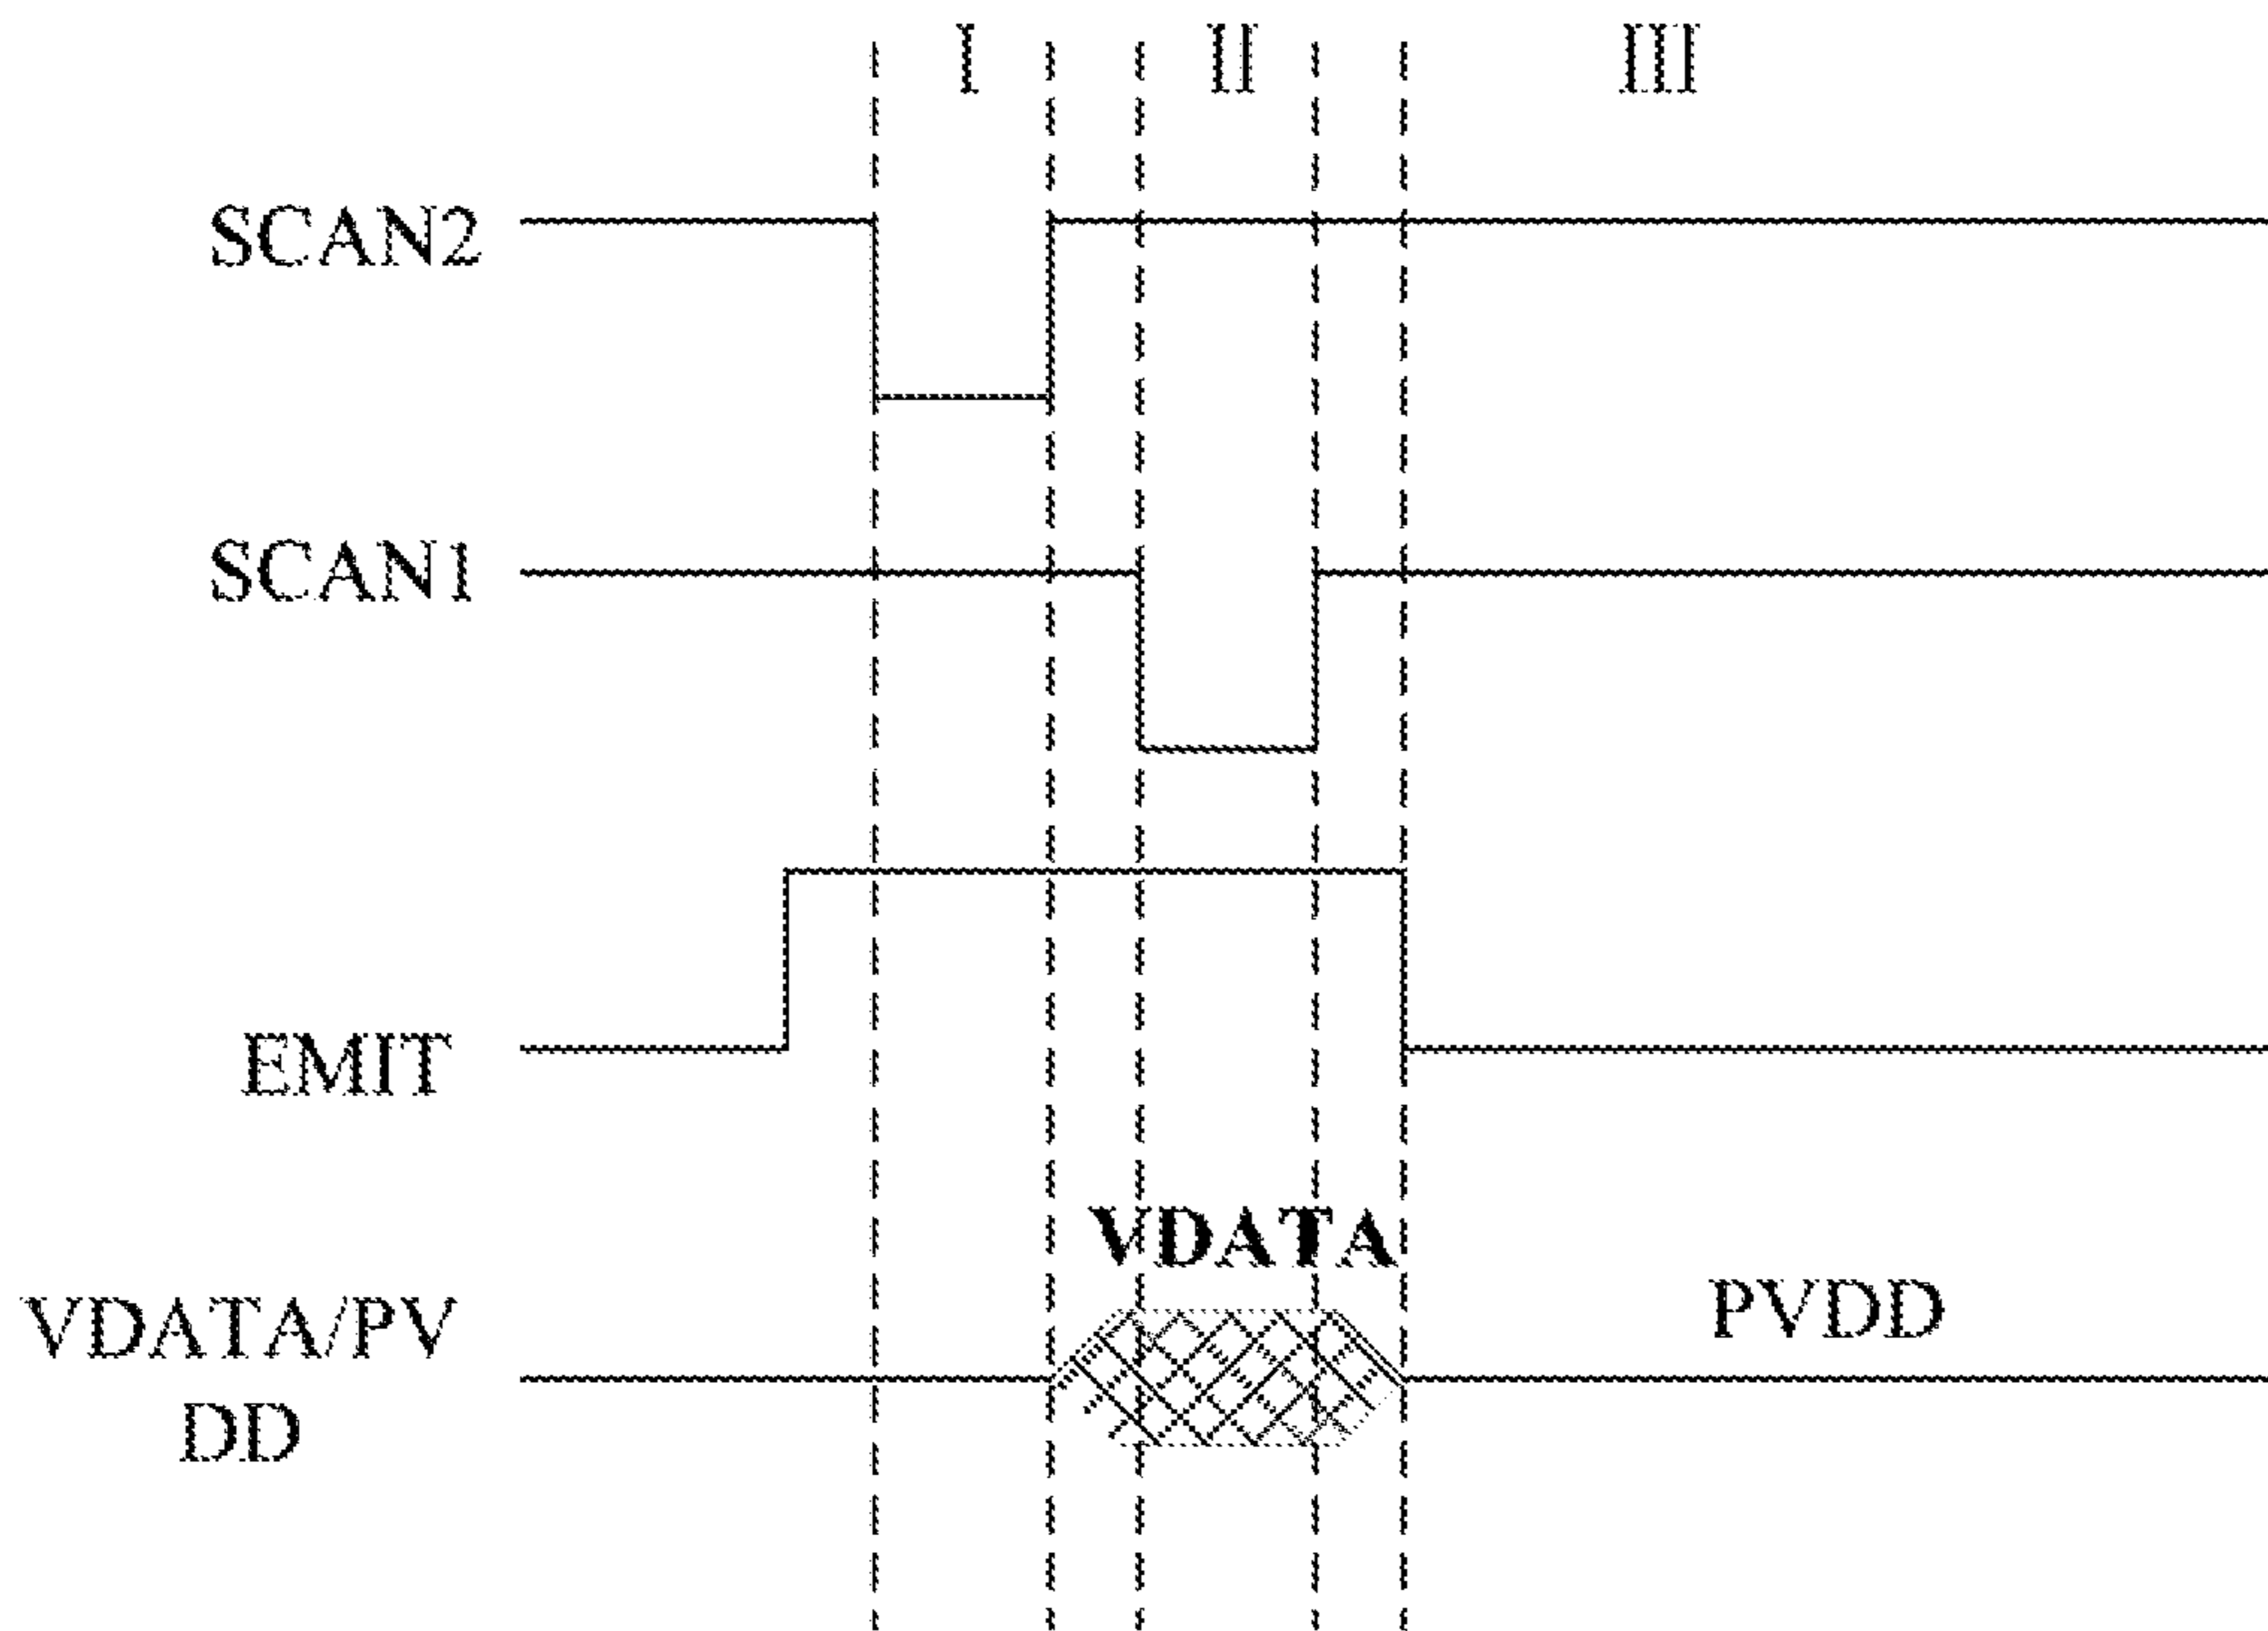 I II III
SCAN2
SCAN1
EMIT
VDATA
VDATA/PV
DD
PVDD